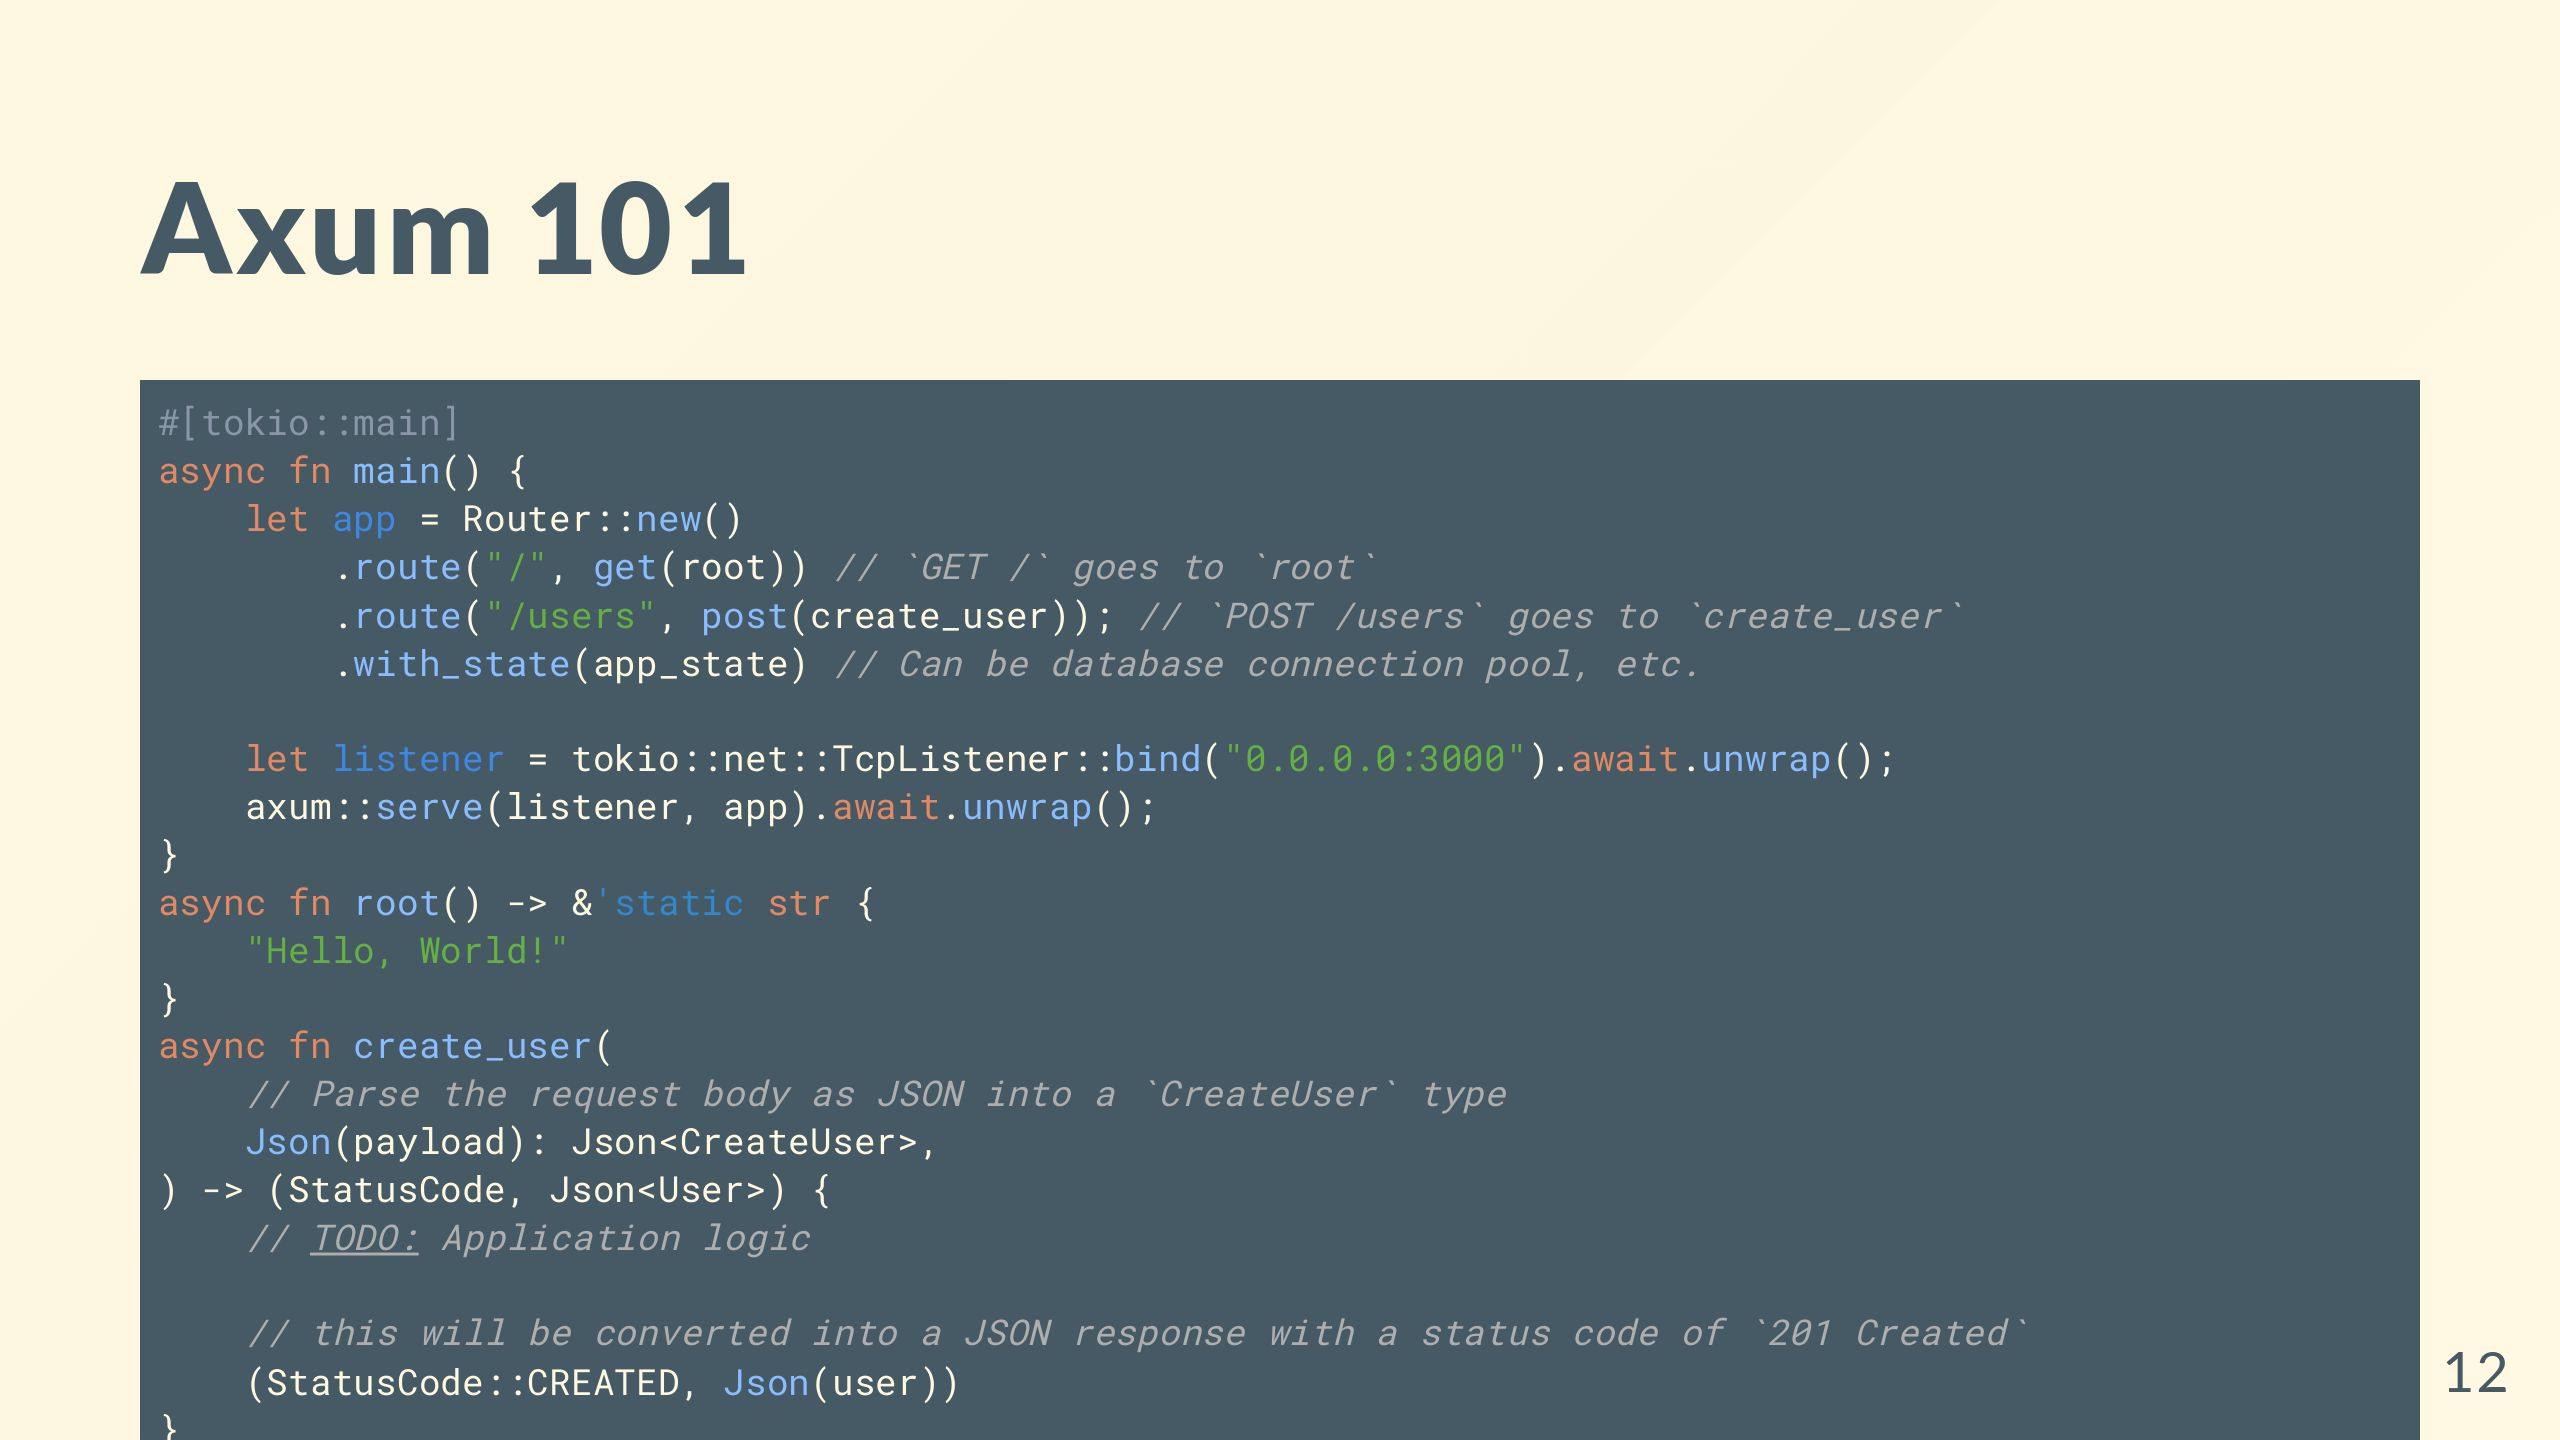 Axum 101
#[tokio::main]
async fn main() {
    let app = Router::new()
        .route("/", get(root)) // `GET /` goes to `root`
        .route("/users", post(create_user)); // `POST /users` goes to `create_user`
        .with_state(app_state) // Can be database connection pool, etc.

    let listener = tokio::net::TcpListener::bind("0.0.0.0:3000").await.unwrap();
    axum::serve(listener, app).await.unwrap();
}
async fn root() -> &'static str {
    "Hello, World!"
}
async fn create_user(
    // Parse the request body as JSON into a `CreateUser` type
    Json(payload): Json<CreateUser>,
) -> (StatusCode, Json<User>) {
    // TODO: Application logic

    // this will be converted into a JSON response with a status code of `201 Created`
    (StatusCode::CREATED, Json(user))
}
12